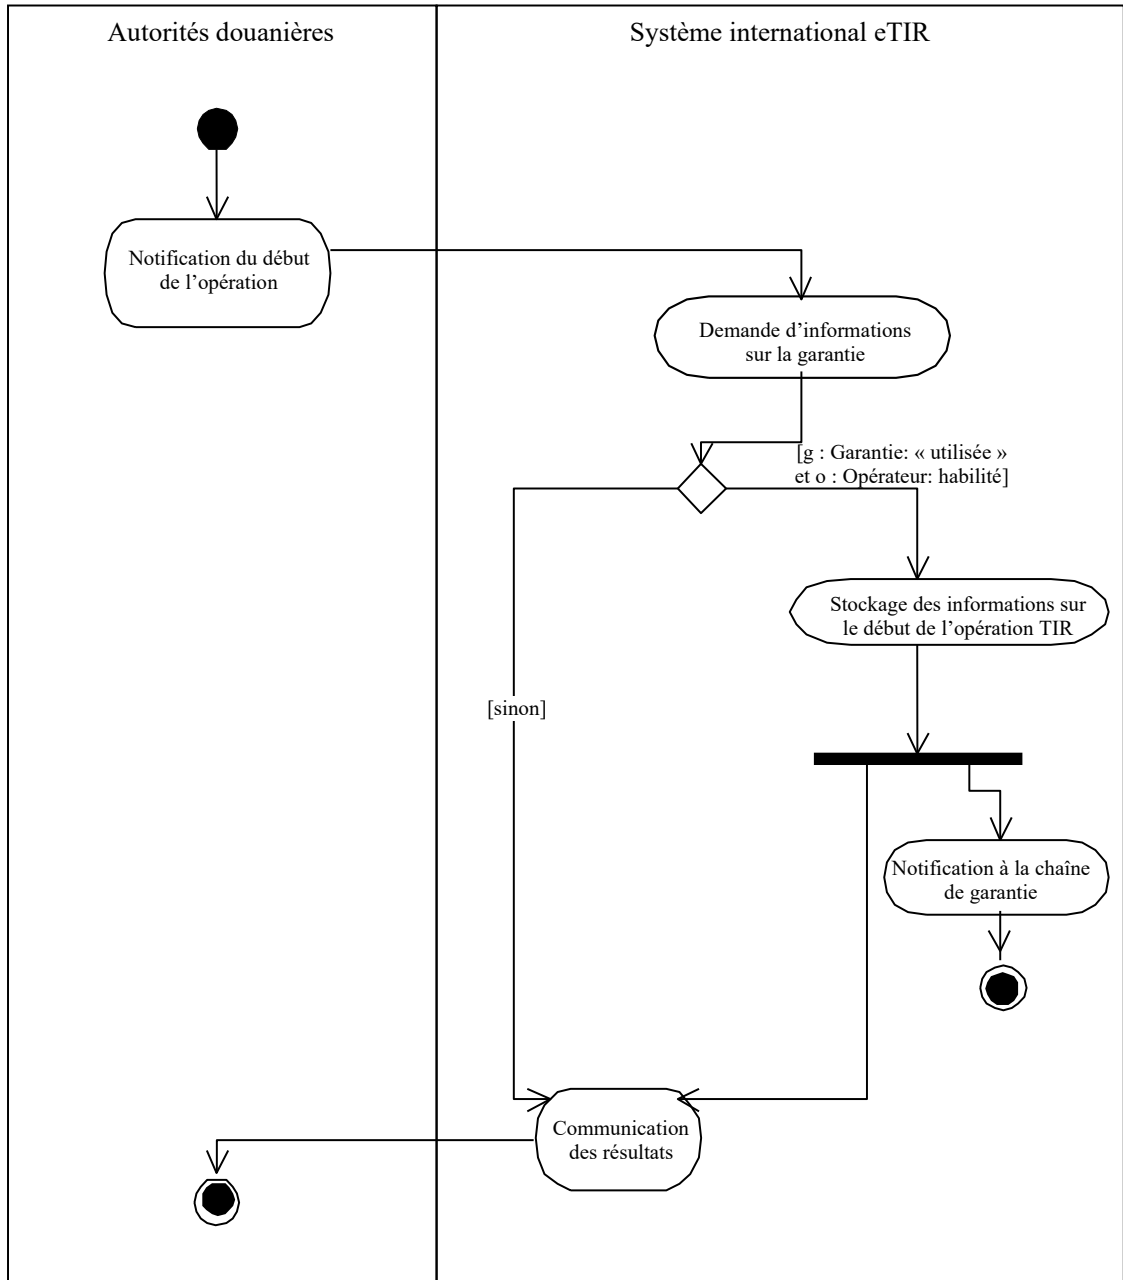 Autorités douanières
Système international eTIR
Notification du début
de l’opération
Demande d’informations
sur la garantie
[g : Garantie: « utilisée »
et o : Opérateur: habilité]
Stockage des informations sur
le début de l’opération TIR
[sinon]
Notification à la chaîne
de garantie
Communication
des résultats